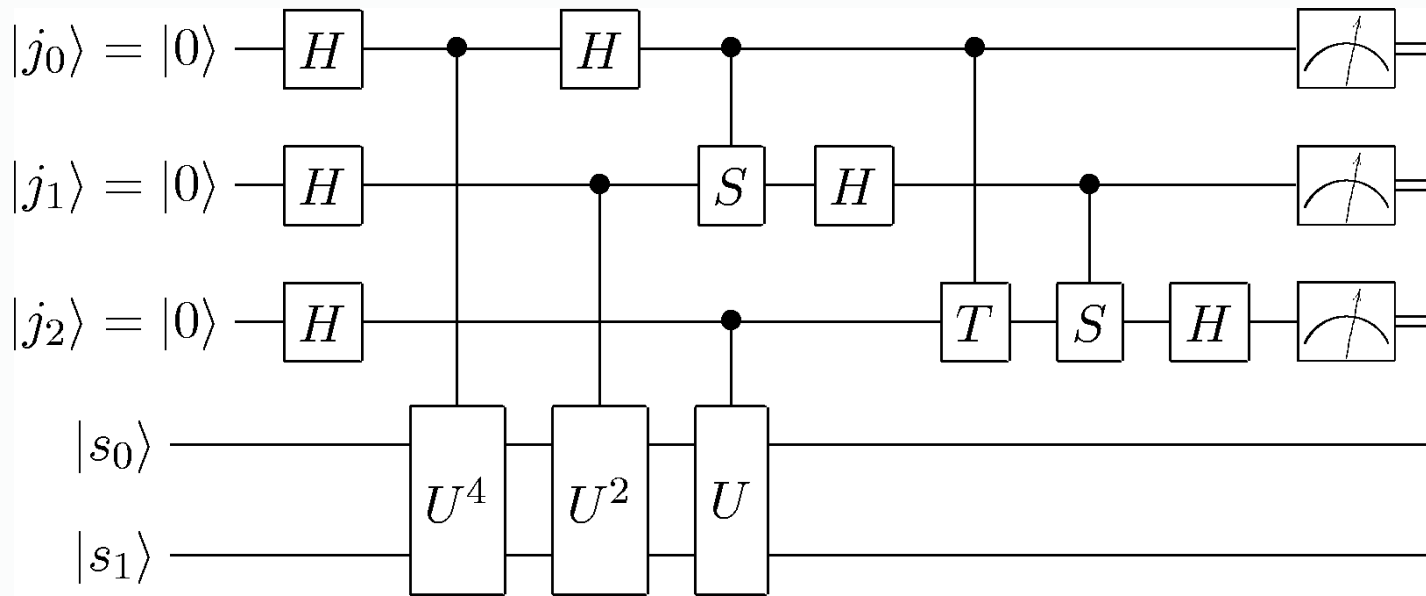 |j₀⟩ = |0⟩ H H
|j₁⟩ = |0⟩ H S H
|j₂⟩ = |0⟩ H T S H
|s₀⟩
U⁴ U² U
|s₁⟩